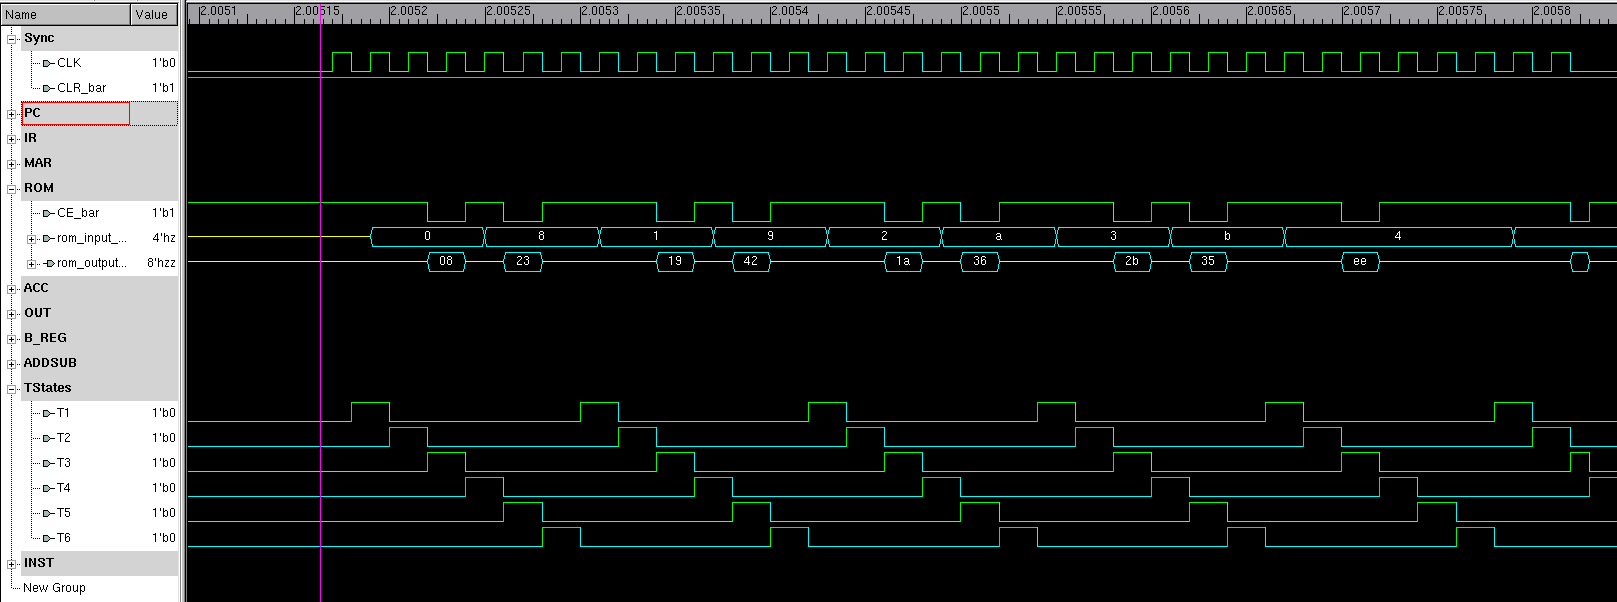 Name Value 2.0051 2.00515 2.0052 2.00525 2.0053 2.00535 2.0054 2.00545 2.0055 2.00555 2.0056 2.00565 2.0057 2.00575 2.0058
Sync
CLK 1'b0
CLR_bar 1'b1
PC
IR
MAR
ROM
CE_bar 1'b1
rom_input_... 4'hz 0 8 1 9 2 a 3 b 4
rom_output... 8'hzz 08 23 19 42 1a 36 2b 35 ee
ACC
OUT
B_REG
ADDSUB
TStates
T1 1'b0
T2 1'b0
T3 1'b0
T4 1'b0
T5 1'b0
T6 1'b0
INST
New Group